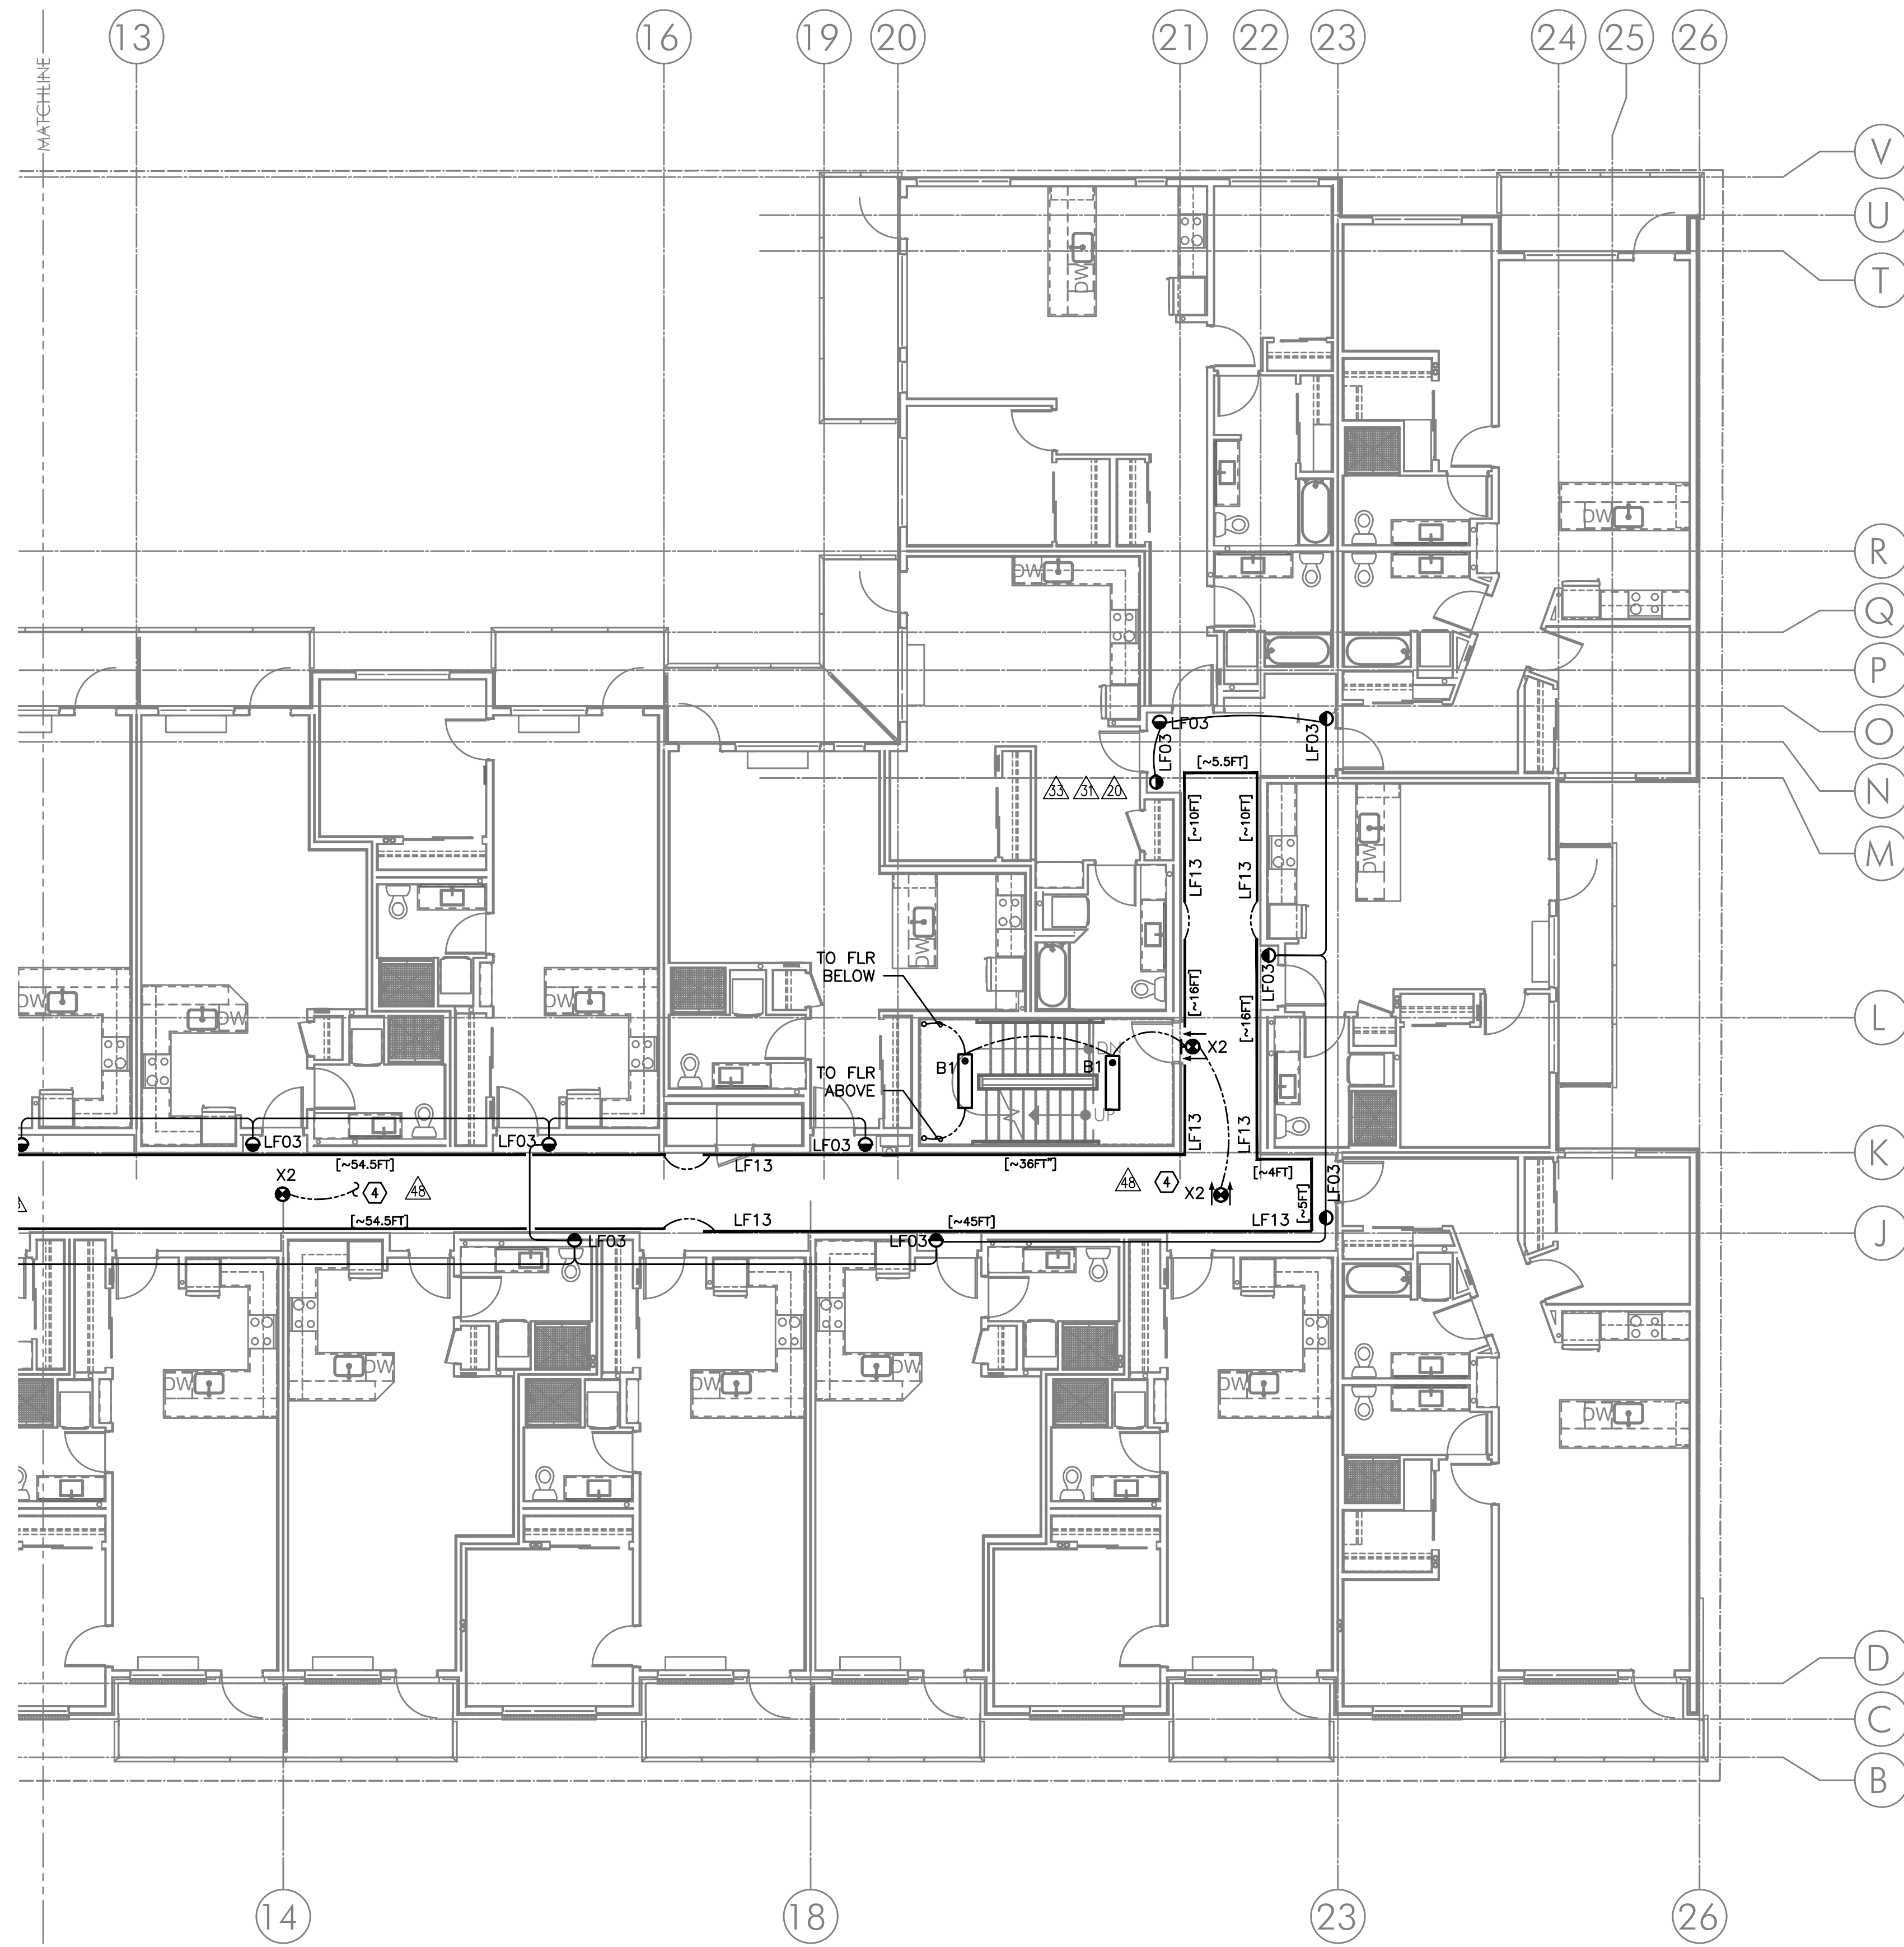 13 16 19 20 21 22 23 24 25 26
MATCHLINE
V
U
T
DW
DW
R
DW
Q
P
O
LF03
LF03
LF03
N
[~5.5FT]
33 31 20
[~10FT]
[~10FT]
DW
M
LF13
LF13
DW
TO FLR
BELOW
LF03
DW
DW
DW
[~16FT]
[~16FT]
L
DN
X2
B1
B1
TO FLR
ABOVE
UP
LF03
LF03
LF03
LF13
LF13
K
[~54.5FT]
LF13
[~36FT"]
[~4FT]
LF03
X2
4
48
48
4
X2
[~5FT]
[~54.5FT]
LF13
[~45FT]
LF13
J
LF03
LF03
DW
DW
DW
DW
DW
DW
D
C
B
14 18 23 26